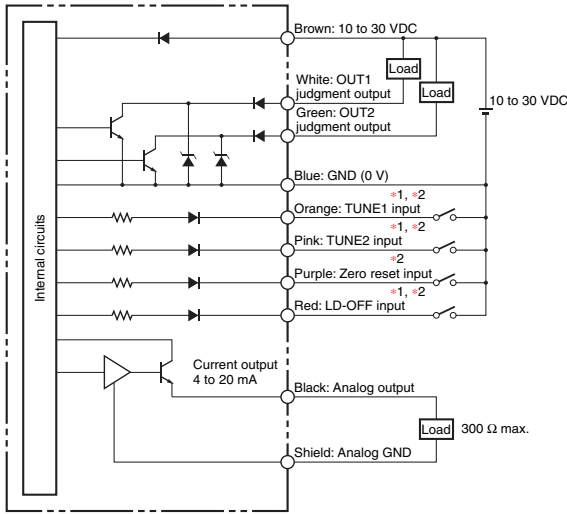 Brown: 10 to 30 VDC
Load
White: OUT1
judgment output
Load
10 to 30 VDC
Green: OUT2
judgment output
Blue: GND (0 V)
*1, *2
Orange: TUNE1 input
*1, *2
Pink: TUNE2 input
*2
Purple: Zero reset input
*1, *2
Red: LD-OFF input
Internal circuits
Current output
4 to 20 mA
Black: Analog output
Load
300 Ω max.
Shield: Analog GND